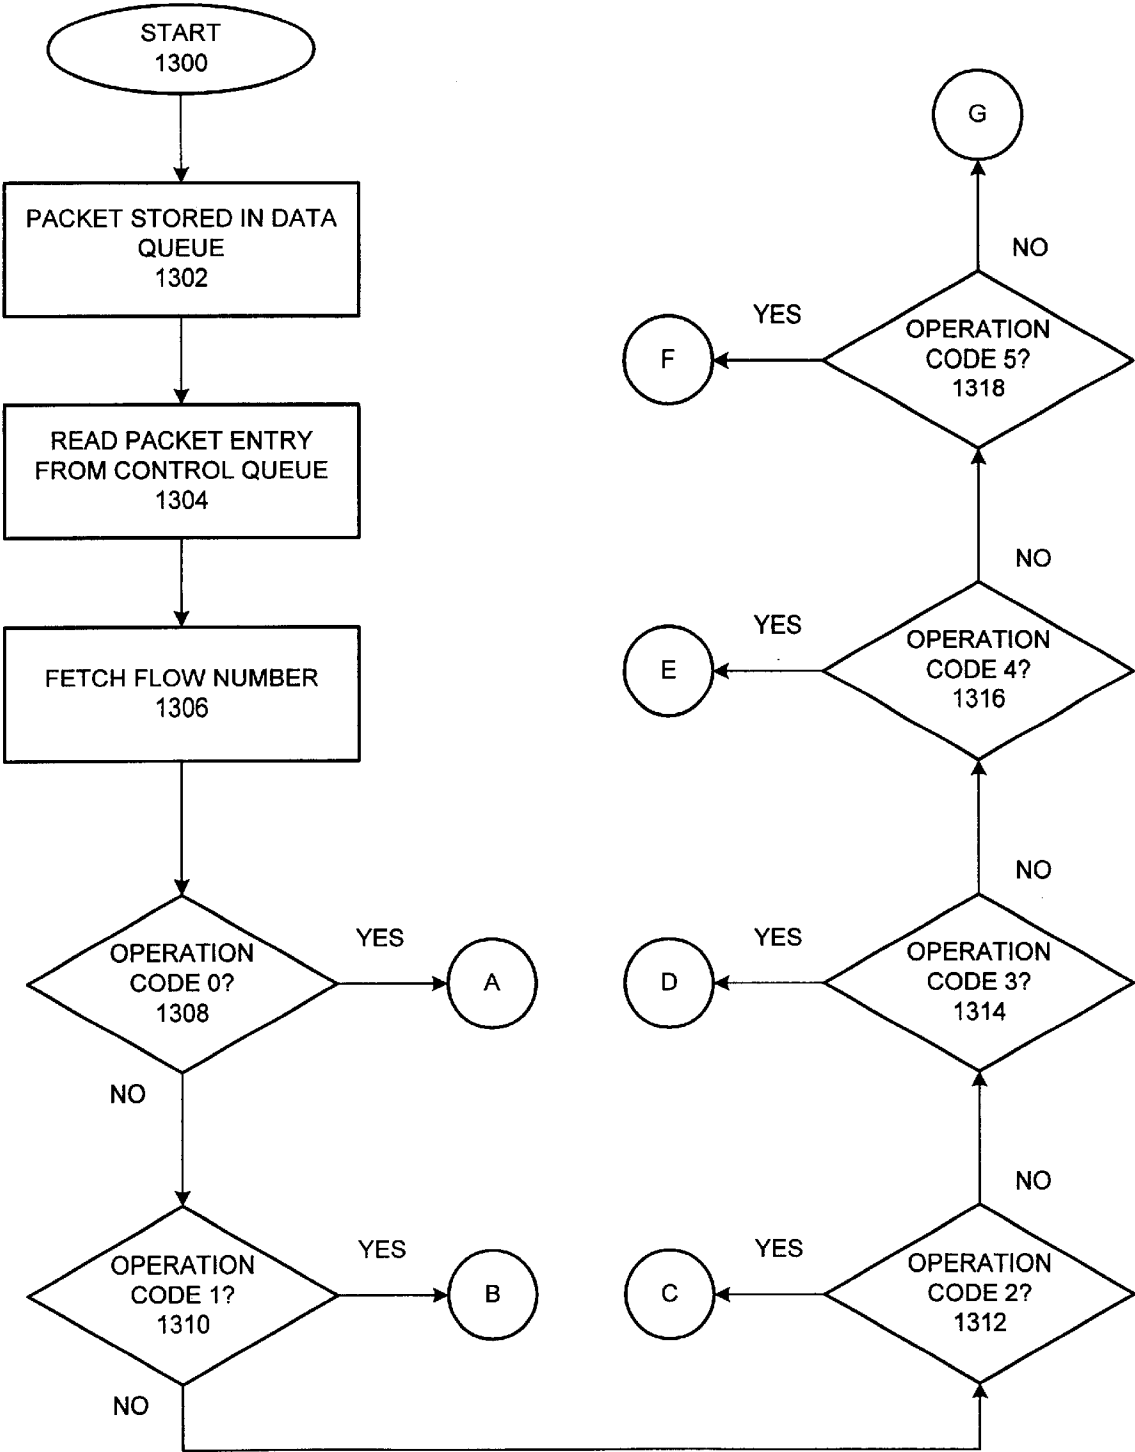 START
1300
PACKET STORED IN DATA
QUEUE
1302
READ PACKET ENTRY
FROM CONTROL QUEUE
1304
FETCH FLOW NUMBER
1306
OPERATION
CODE 0?
1308
YES
A
NO
OPERATION
CODE 1?
1310
YES
B
NO
OPERATION
CODE 2?
1312
YES
C
NO
OPERATION
CODE 3?
1314
YES
D
NO
OPERATION
CODE 4?
1316
YES
E
NO
OPERATION
CODE 5?
1318
YES
F
NO
G